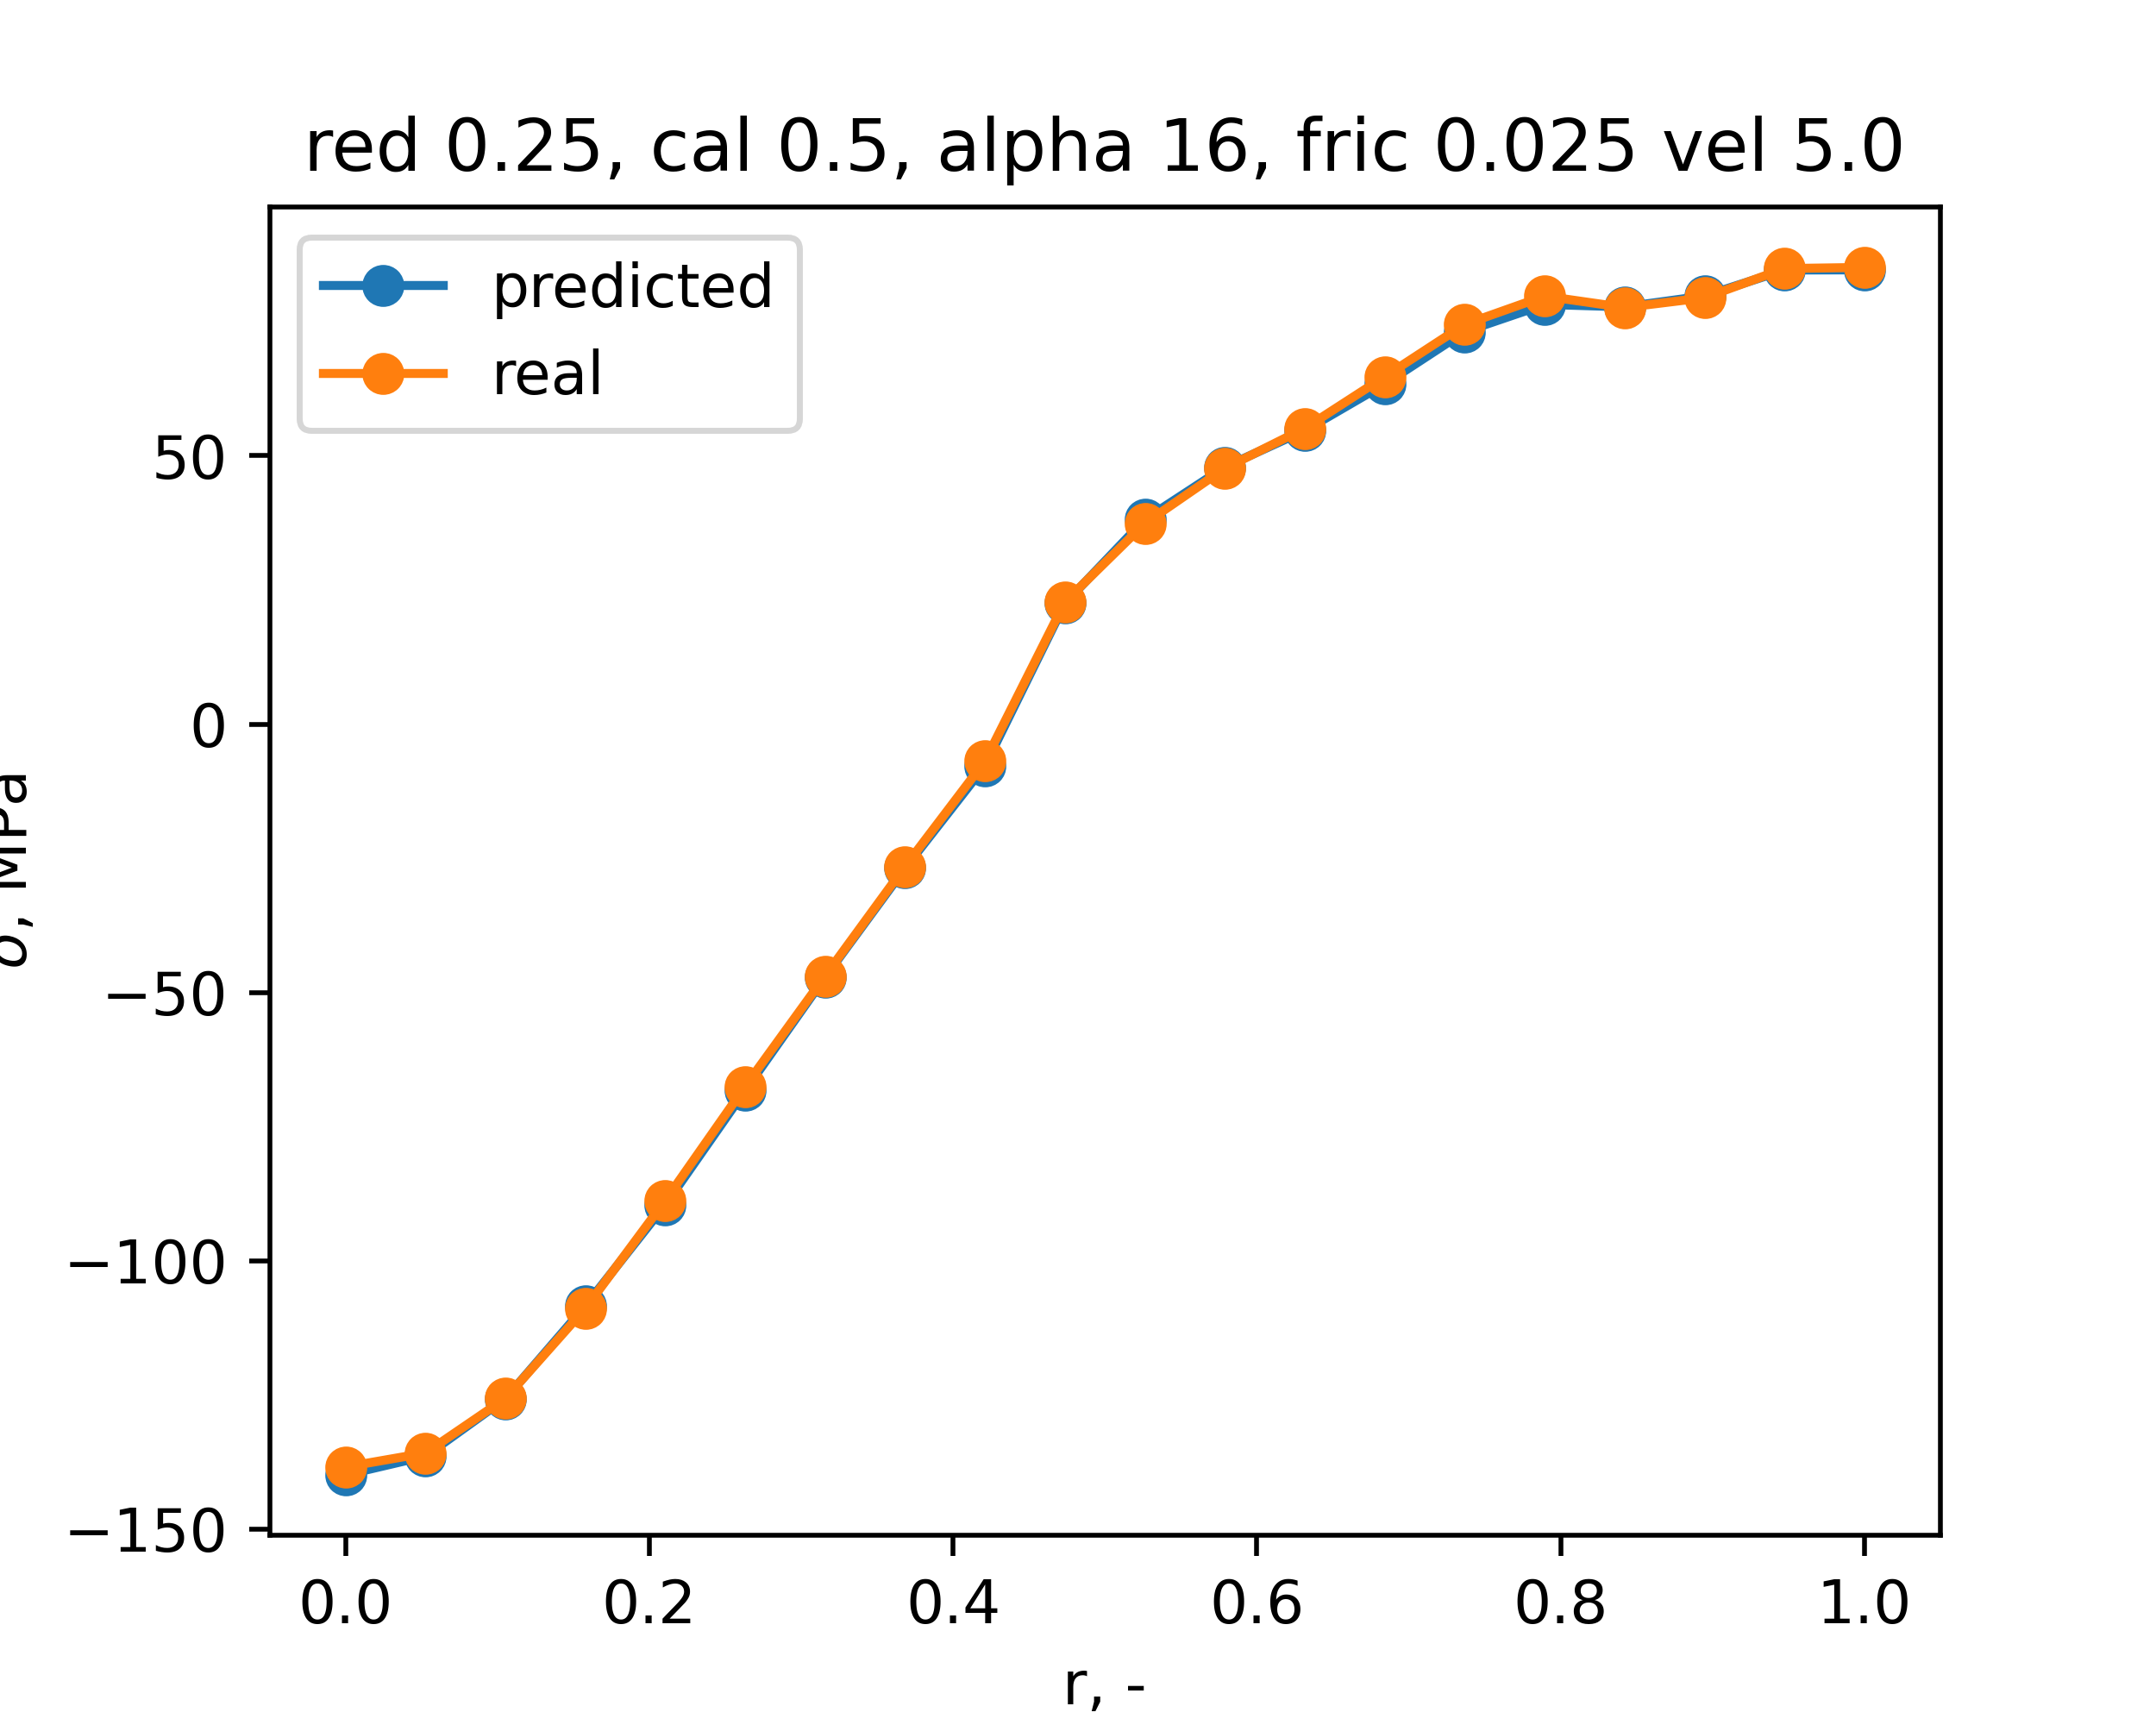 red 0.25, cal 0.5, alpha 16, fric 0.025 vel 5.0
predicted
real
50
0
−50
−100
−150
σ, MPa
0.0 0.2 0.4 0.6 0.8 1.0
r, -